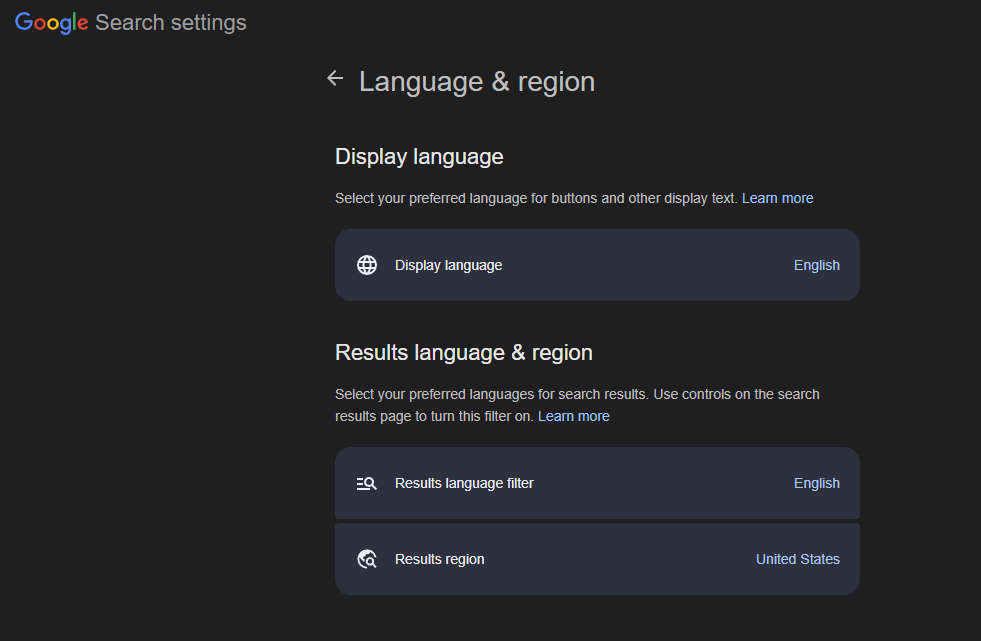 Google Search settings
Language & region
Display language
Select your preferred language for buttons and other display text. Learn more
Display language English
Results language & region
Select your preferred languages for search results. Use controls on the search
results page to turn this filter on. Learn more
Results language filter English
Results region United States